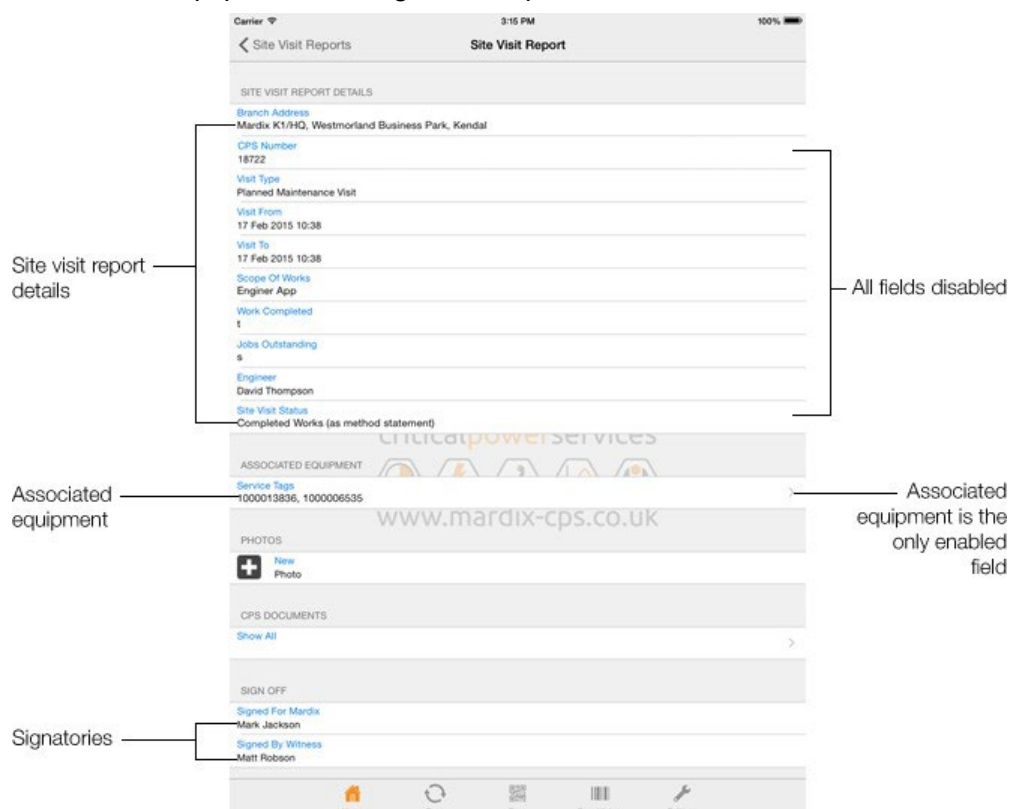 Carrier 3:15 PM 100%
Site Visit Reports Site Visit Report
SITE VISIT REPORT DETAILS
Branch Address
Mardix K1/HQ, Westmorland Business Park, Kendal
CPS Number
18722
Visit Type
Planned Maintenance Visit
Visit From
17 Feb 2015 10:38
Visit To
17 Feb 2015 10:38
Site visit report
details
Scope Of Works
Enginer App
All fields disabled
Work Completed
t
Jobs Outstanding
s
Engineer
David Thompson
Site Visit Status
Completed Works (as method statement)
criticalpowerservices
ASSOCIATED EQUIPMENT
Associated
equipment
Service Tags
1000013836, 1000006535
Associated
equipment is the
only enabled
field
www.mardix-cps.co.uk
PHOTOS
New
Photo
CPS DOCUMENTS
Show All
SIGN OFF
Signatories
Signed For Mardix
Mark Jackson
Signed By Witness
Matt Robson